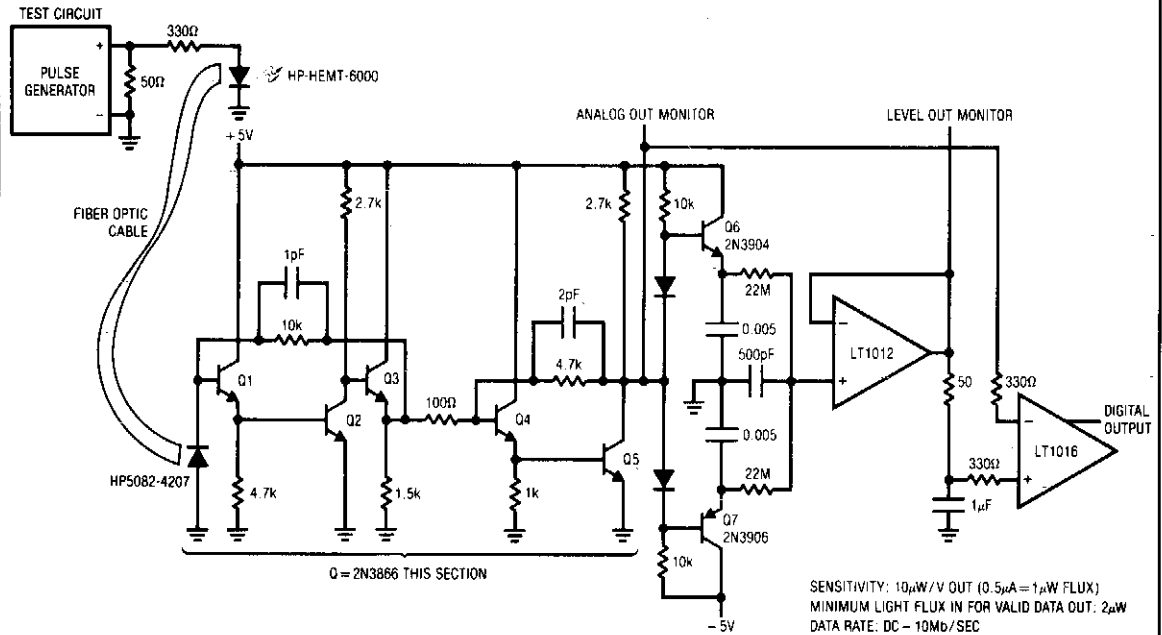 TEST CIRCUIT
PULSE
GENERATOR
+
−
50Ω
330Ω
HP-HEMT-6000
+5V
FIBER OPTIC
CABLE
HP5082-4207
1pF
10k
Q1
4.7k
2.7k
Q2
Q3
1.5k
100Ω
2pF
4.7k
Q4
1k
Q5
2.7k
Q = 2N3866 THIS SECTION
ANALOG OUT MONITOR
10k
Q6
2N3904
22M
0.005
500pF
0.005
22M
Q7
2N3906
10k
−5V
LEVEL OUT MONITOR
−
+
LT1012
50
330Ω
330Ω
1µF
−
+
LT1016
DIGITAL
OUTPUT
SENSITIVITY: 10µW/V OUT (0.5µA = 1µW FLUX)
MINIMUM LIGHT FLUX IN FOR VALID DATA OUT: 2µW
DATA RATE: DC – 10Mb/SEC